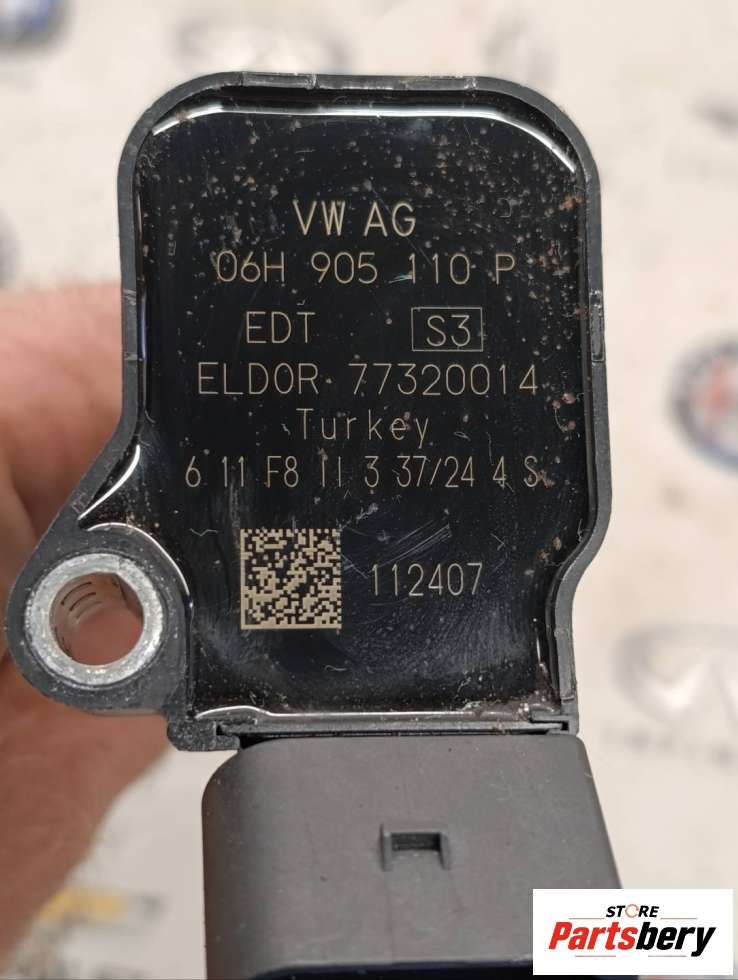 VW AG
06H 905 110 P
EDT S3
ELDOR 77320014
Turkey
6 11 F8 11 3 37/24 4 S
112407
STORE
Partsbery